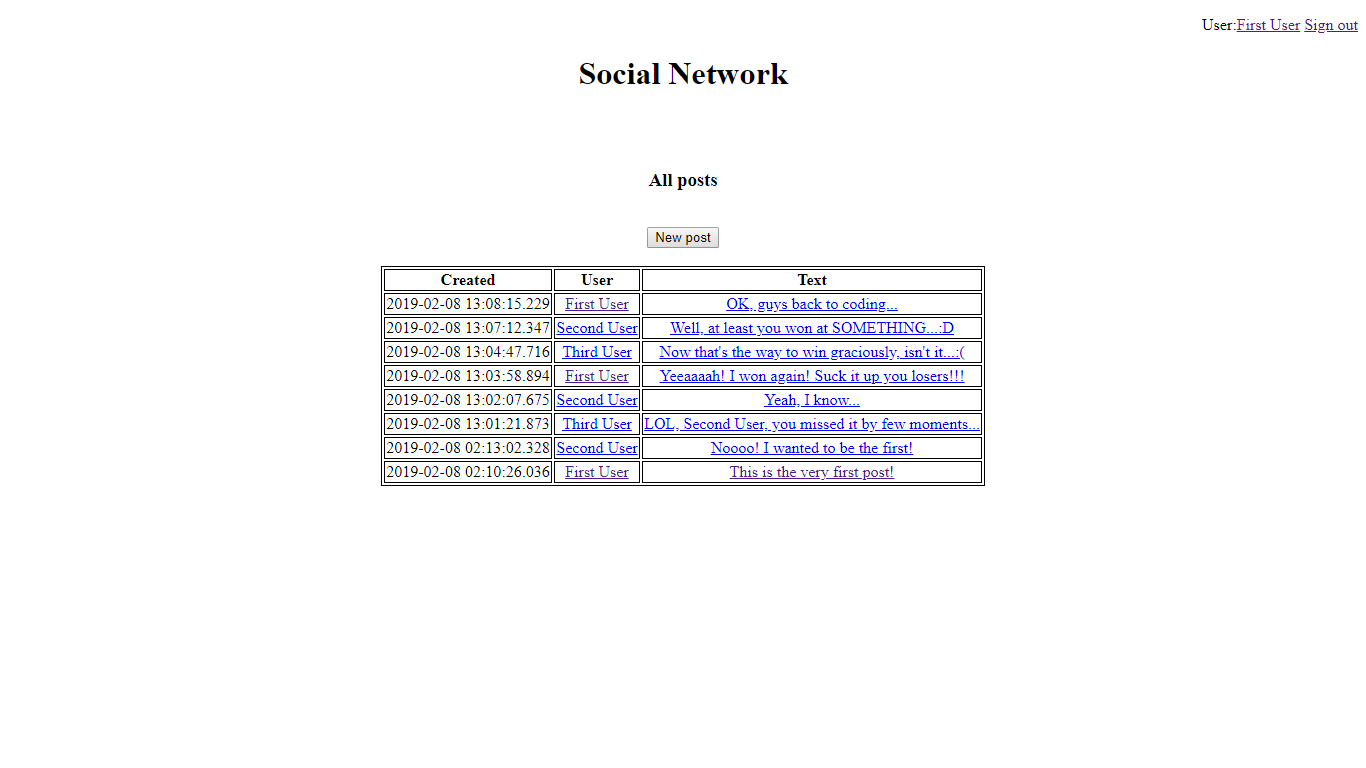 User:First User Sign out
Social Network
All posts
New post
Created User Text
2019-02-08 13:08:15.229 First User OK, guys back to coding...
2019-02-08 13:07:12.347 Second User Well, at least you won at SOMETHING...:D
2019-02-08 13:04:47.716 Third User Now that's the way to win graciously, isn't it...:(
2019-02-08 13:03:58.894 First User Yeeaaaah! I won again! Suck it up you losers!!!
2019-02-08 13:02:07.675 Second User Yeah, I know...
2019-02-08 13:01:21.873 Third User LOL, Second User, you missed it by few moments...
2019-02-08 02:13:02.328 Second User Noooo! I wanted to be the first!
2019-02-08 02:10:26.036 First User This is the very first post!